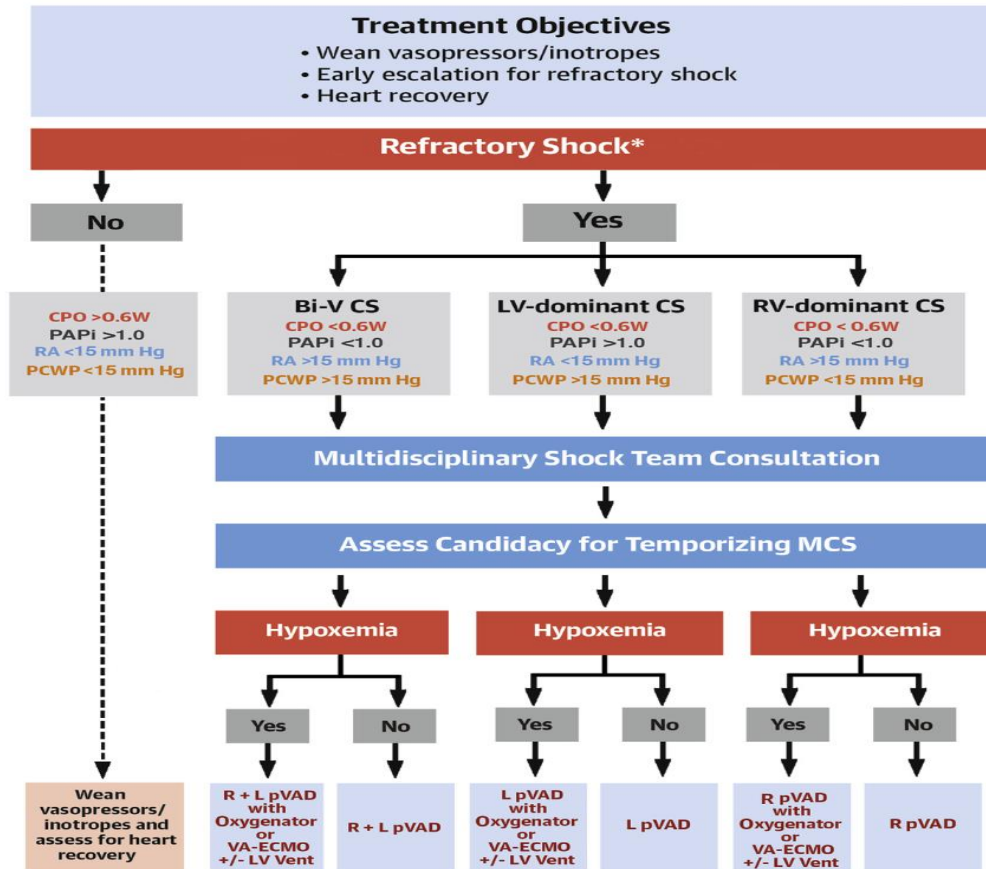 Treatment Objectives
• Wean vasopressors/inotropes
• Early escalation for refractory shock
• Heart recovery
Refractory Shock*
No
Yes
CPO >0.6W
PAPi >1.0
RA <15 mm Hg
PCWP <15 mm Hg
Bi-V CS
CPO <0.6W
PAPi <1.0
RA >15 mm Hg
PCWP >15 mm Hg
LV-dominant CS
CPO <0.6W
PAPi >1.0
RA <15 mm Hg
PCWP >15 mm Hg
RV-dominant CS
CPO < 0.6W
PAPi <1.0
RA >15 mm Hg
PCWP <15 mm Hg
Multidisciplinary Shock Team Consultation
Assess Candidacy for Temporizing MCS
Hypoxemia
Hypoxemia
Hypoxemia
Yes
No
Yes
No
Yes
No
Wean
vasopressors/
inotropes and
assess for heart
recovery
R + L pVAD
with
Oxygenator
or
VA-ECMO
+/- LV Vent
R + L pVAD
L pVAD
with
Oxygenator
or
VA-ECMO
+/- LV Vent
L pVAD
R pVAD
with
Oxygenator or
VA-ECMO
+/- LV Vent
R pVAD